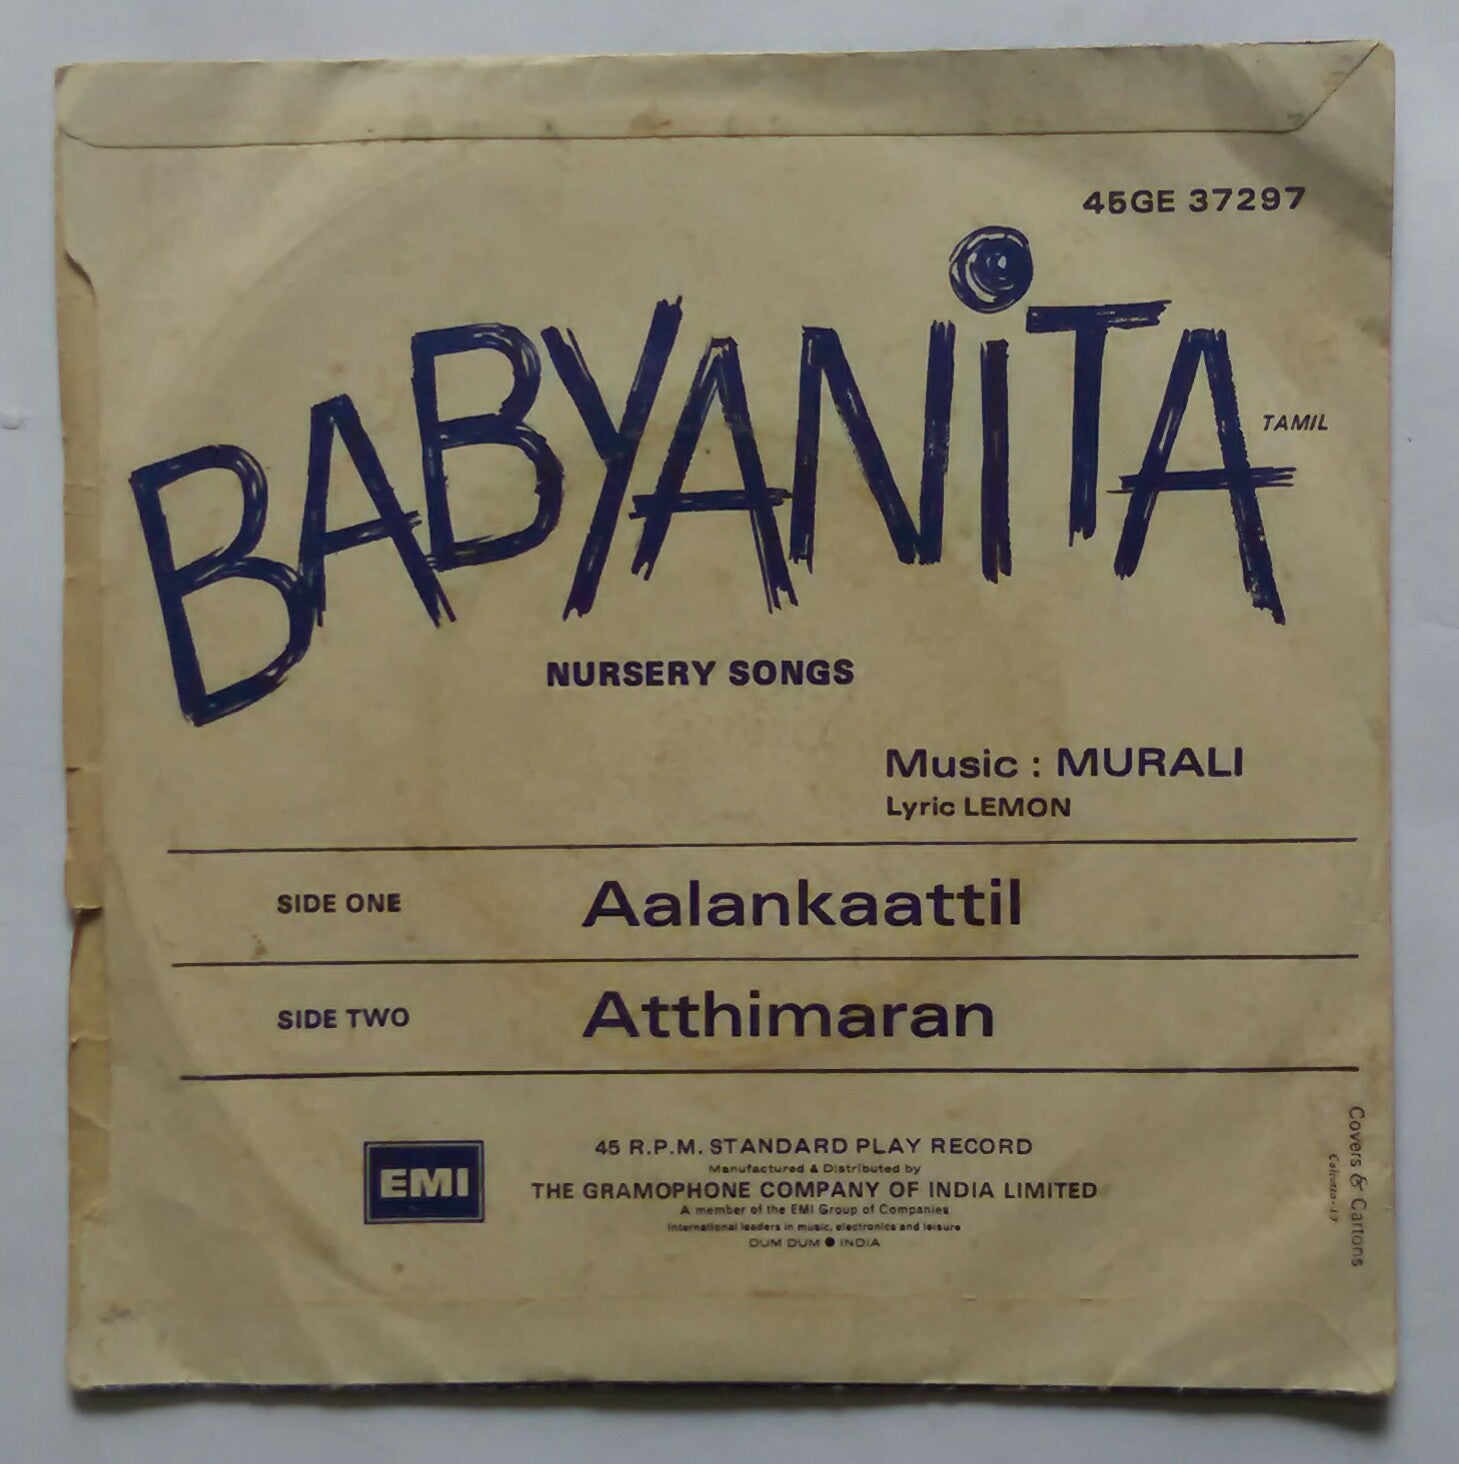 45GE 37297
BABYANiTA
TAMIL
NURSERY SONGS
Music : MURALI
Lyric LEMON
SIDE ONE Aalankaattil
SIDE TWO Atthimaran
EMI
45 R.P.M. STANDARD PLAY RECORD
Manufactured & Distributed by
THE GRAMOPHONE COMPANY OF INDIA LIMITED
A member of the EMI Group of Companies
International leaders in music, electronics and leisure
DUM DUM ● INDIA
Covers & Cartons
Calcutta-17